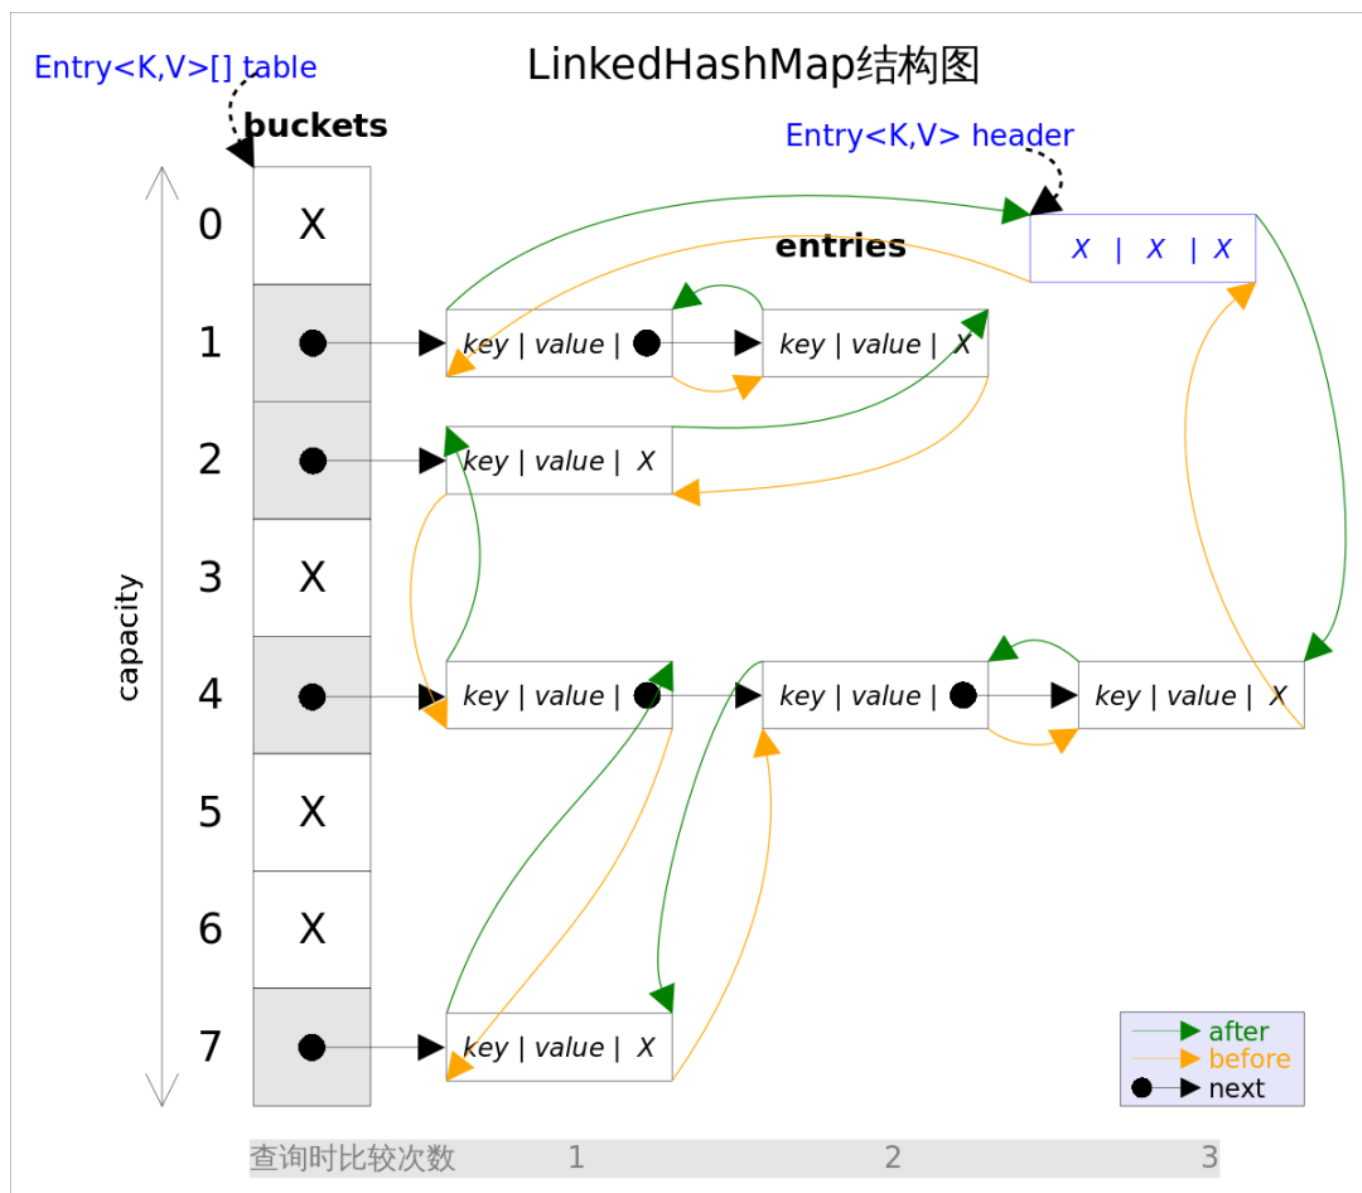 LinkedHashMap结构图
Entry<K,V>[] table
buckets
Entry<K,V> header
0 X
X | X | X
entries
1 key | value | key | value | X
2 key | value | X
3 X
capacity
4 key | value | key | value | key | value | X
5 X
6 X
7 key | value | X
after
before
next
查询时比较次数 1 2 3